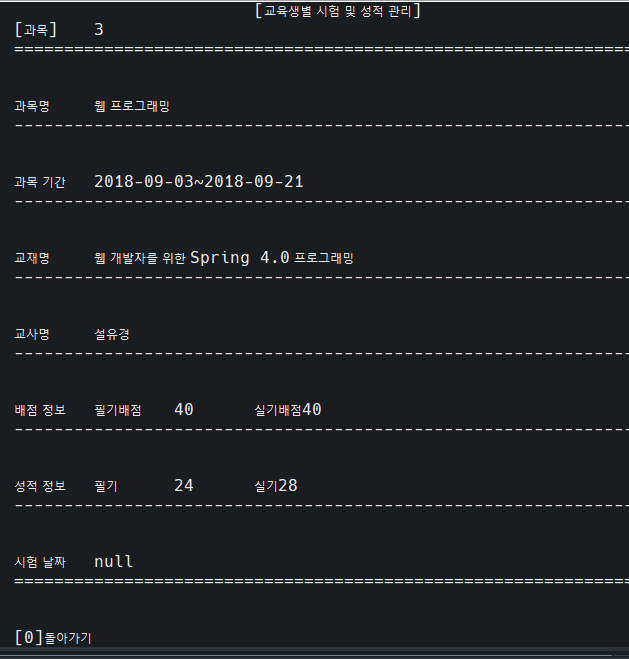 [교육생별 시험 및 성적 관리]
[과목] 3
===============================================================
과목명 웹 프로그래밍
---------------------------------------------------------------
과목 기간 2018-09-03~2018-09-21
---------------------------------------------------------------
교재명 웹 개발자를 위한 Spring 4.0 프로그래밍
---------------------------------------------------------------
교사명 설유경
---------------------------------------------------------------
배점 정보 필기배점 40 실기배점40
---------------------------------------------------------------
성적 정보 필기 24 실기28
---------------------------------------------------------------
시험 날짜 null
===============================================================
[0]돌아가기